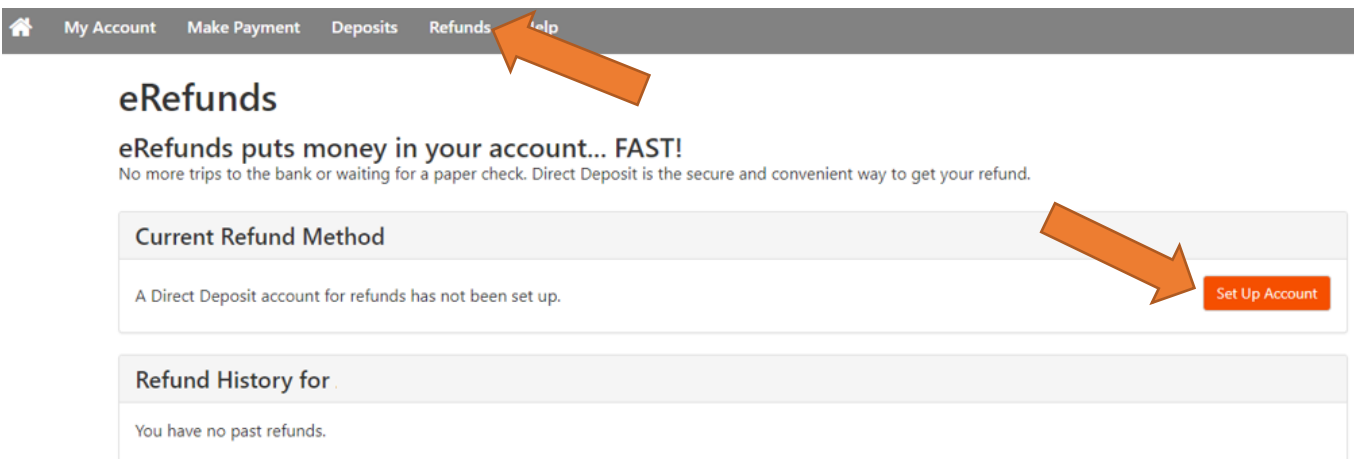 My Account Make Payment Deposits Refunds Help
eRefunds
eRefunds puts money in your account... FAST!
No more trips to the bank or waiting for a paper check. Direct Deposit is the secure and convenient way to get your refund.
Current Refund Method
A Direct Deposit account for refunds has not been set up.
Set Up Account
Refund History for
You have no past refunds.